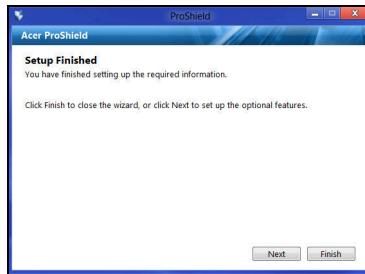 ProShield
Acer ProShield
Setup Finished
You have finished setting up the required information.
Click Finish to close the wizard, or click Next to set up the optional features.
Next
Finish